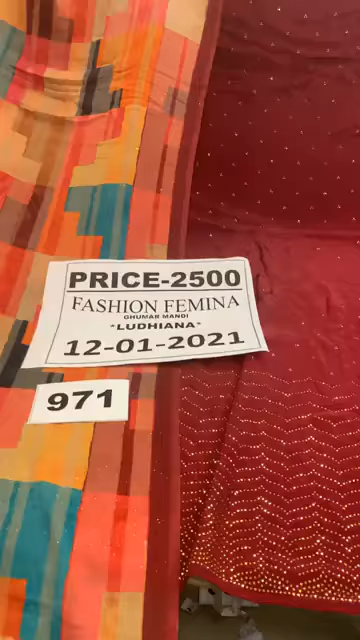 PRICE-2500
FASHION FEMINA
GHUMAR MANDI
*LUDHIANA*
12-01-2021
971